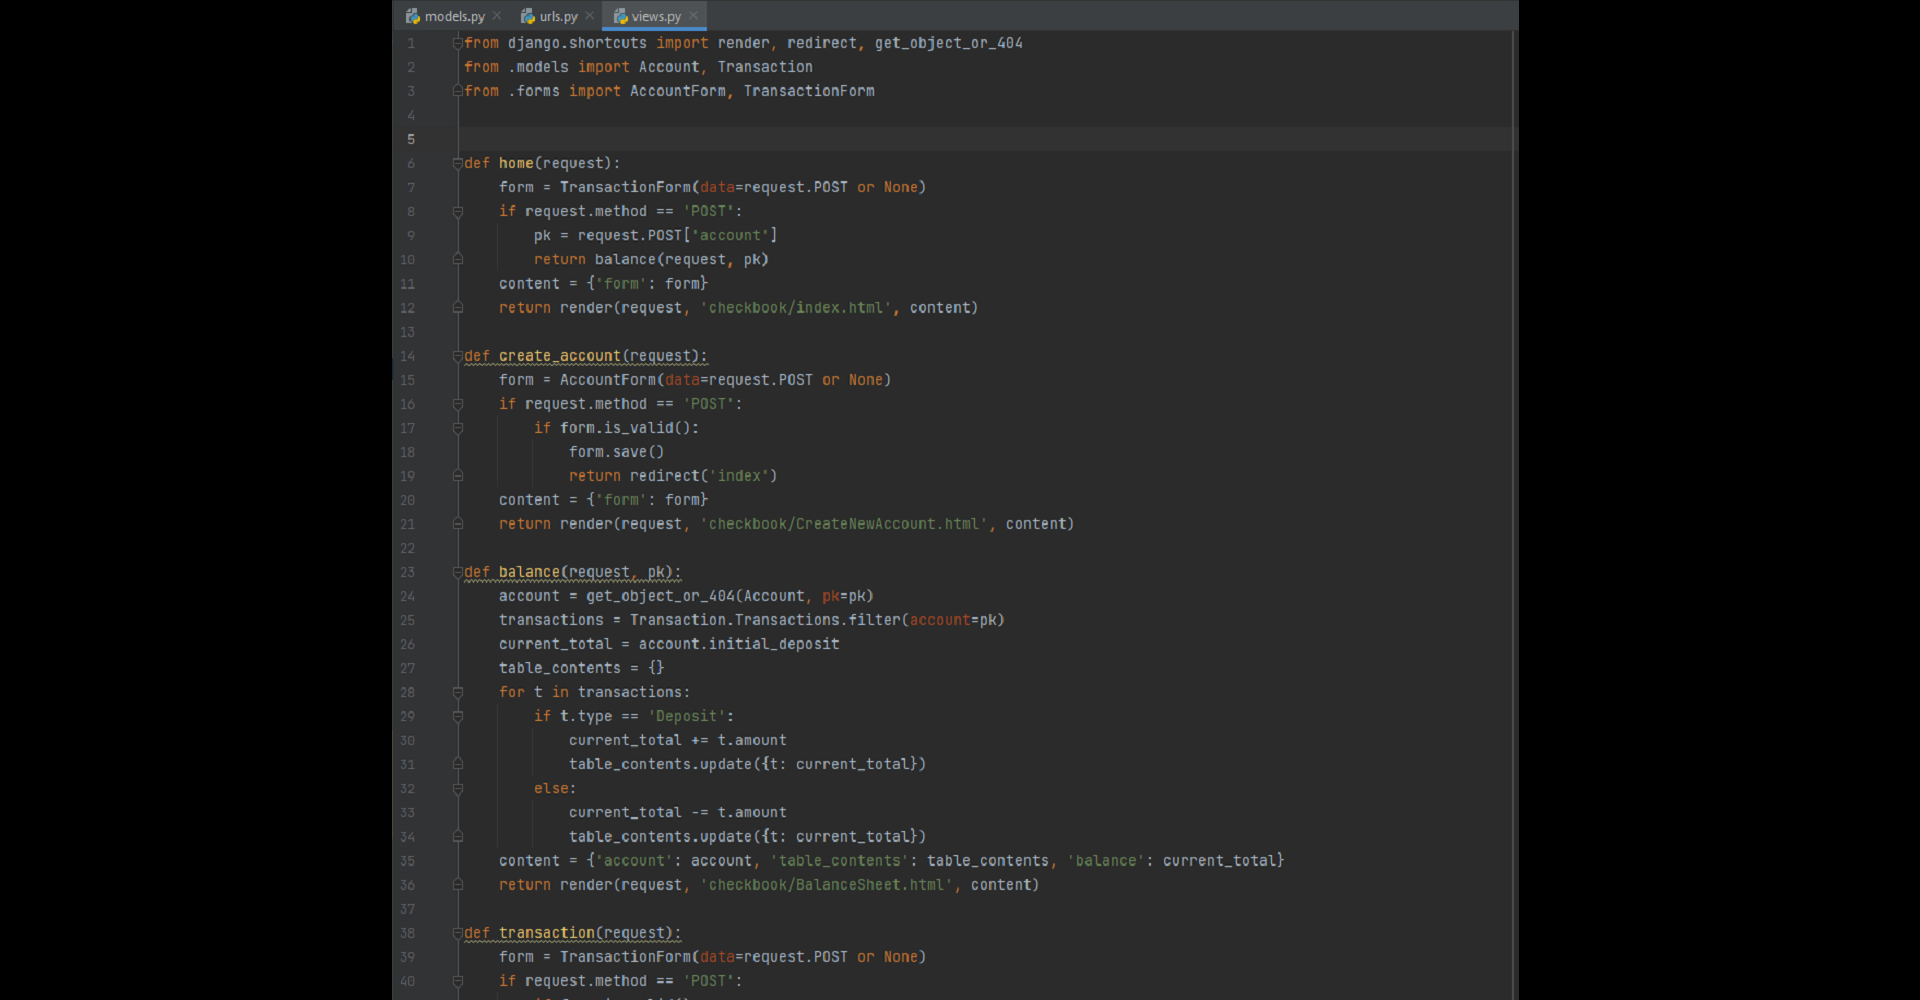 models.py urls.py views.py
1 from django.shortcuts import render, redirect, get_object_or_404
2 from .models import Account, Transaction
3 from .forms import AccountForm, TransactionForm
4
5
6 def home(request):
7     form = TransactionForm(data=request.POST or None)
8     if request.method == 'POST':
9         pk = request.POST['account']
10         return balance(request, pk)
11     content = {'form': form}
12     return render(request, 'checkbook/index.html', content)
13
14 def create_account(request):
15     form = AccountForm(data=request.POST or None)
16     if request.method == 'POST':
17         if form.is_valid():
18             form.save()
19             return redirect('index')
20     content = {'form': form}
21     return render(request, 'checkbook/CreateNewAccount.html', content)
22
23 def balance(request, pk):
24     account = get_object_or_404(Account, pk=pk)
25     transactions = Transaction.Transactions.filter(account=pk)
26     current_total = account.initial_deposit
27     table_contents = {}
28     for t in transactions:
29         if t.type == 'Deposit':
30             current_total += t.amount
31             table_contents.update({t: current_total})
32         else:
33             current_total -= t.amount
34             table_contents.update({t: current_total})
35     content = {'account': account, 'table_contents': table_contents, 'balance': current_total}
36     return render(request, 'checkbook/BalanceSheet.html', content)
37
38 def transaction(request):
39     form = TransactionForm(data=request.POST or None)
40     if request.method == 'POST':